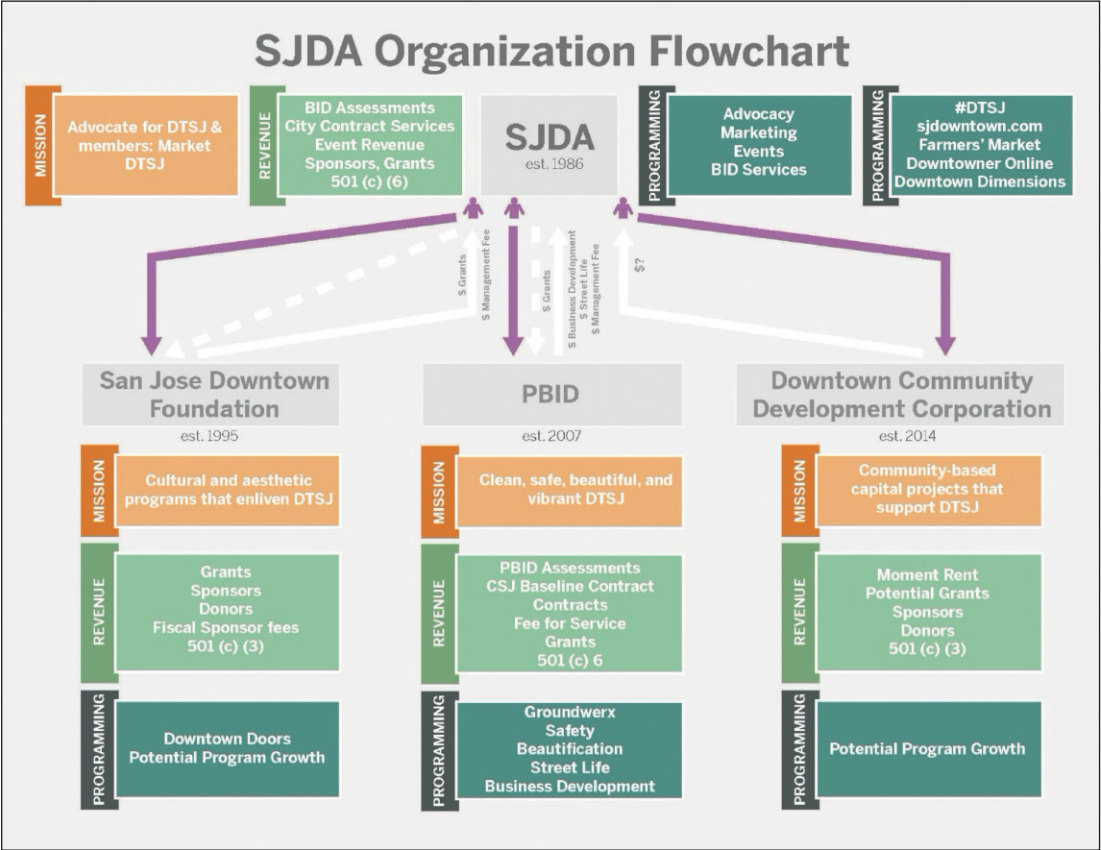 SJDA Organization Flowchart
MISSION
Advocate for DTSJ &
members: Market
DTSJ
REVENUE
BID Assessments
City Contract Services
Event Revenue
Sponsors, Grants
501 (c) (6)
SJDA
est. 1986
PROGRAMMING
Advocacy
Marketing
Events
BID Services
PROGRAMMING
#DTSJ
sjdowntown.com
Farmers' Market
Downtowner Online
Downtown Dimensions
$ Grants
$ Management Fee
$ Grants
$ Business Development
$ Street Life
$ Management Fee
$?
San Jose Downtown
Foundation
est. 1995
MISSION
Cultural and aesthetic
programs that enliven DTSJ
REVENUE
Grants
Sponsors
Donors
Fiscal Sponsor fees
501 (c) (3)
PROGRAMMING
Downtown Doors
Potential Program Growth
PBID
est. 2007
MISSION
Clean, safe, beautiful, and
vibrant DTSJ
REVENUE
PBID Assessments
CSJ Baseline Contract
Contracts
Fee for Service
Grants
501 (c) 6
PROGRAMMING
Groundwerx
Safety
Beautification
Street Life
Business Development
Downtown Community
Development Corporation
est. 2014
MISSION
Community-based
capital projects that
support DTSJ
REVENUE
Moment Rent
Potential Grants
Sponsors
Donors
501 (c) (3)
PROGRAMMING
Potential Program Growth